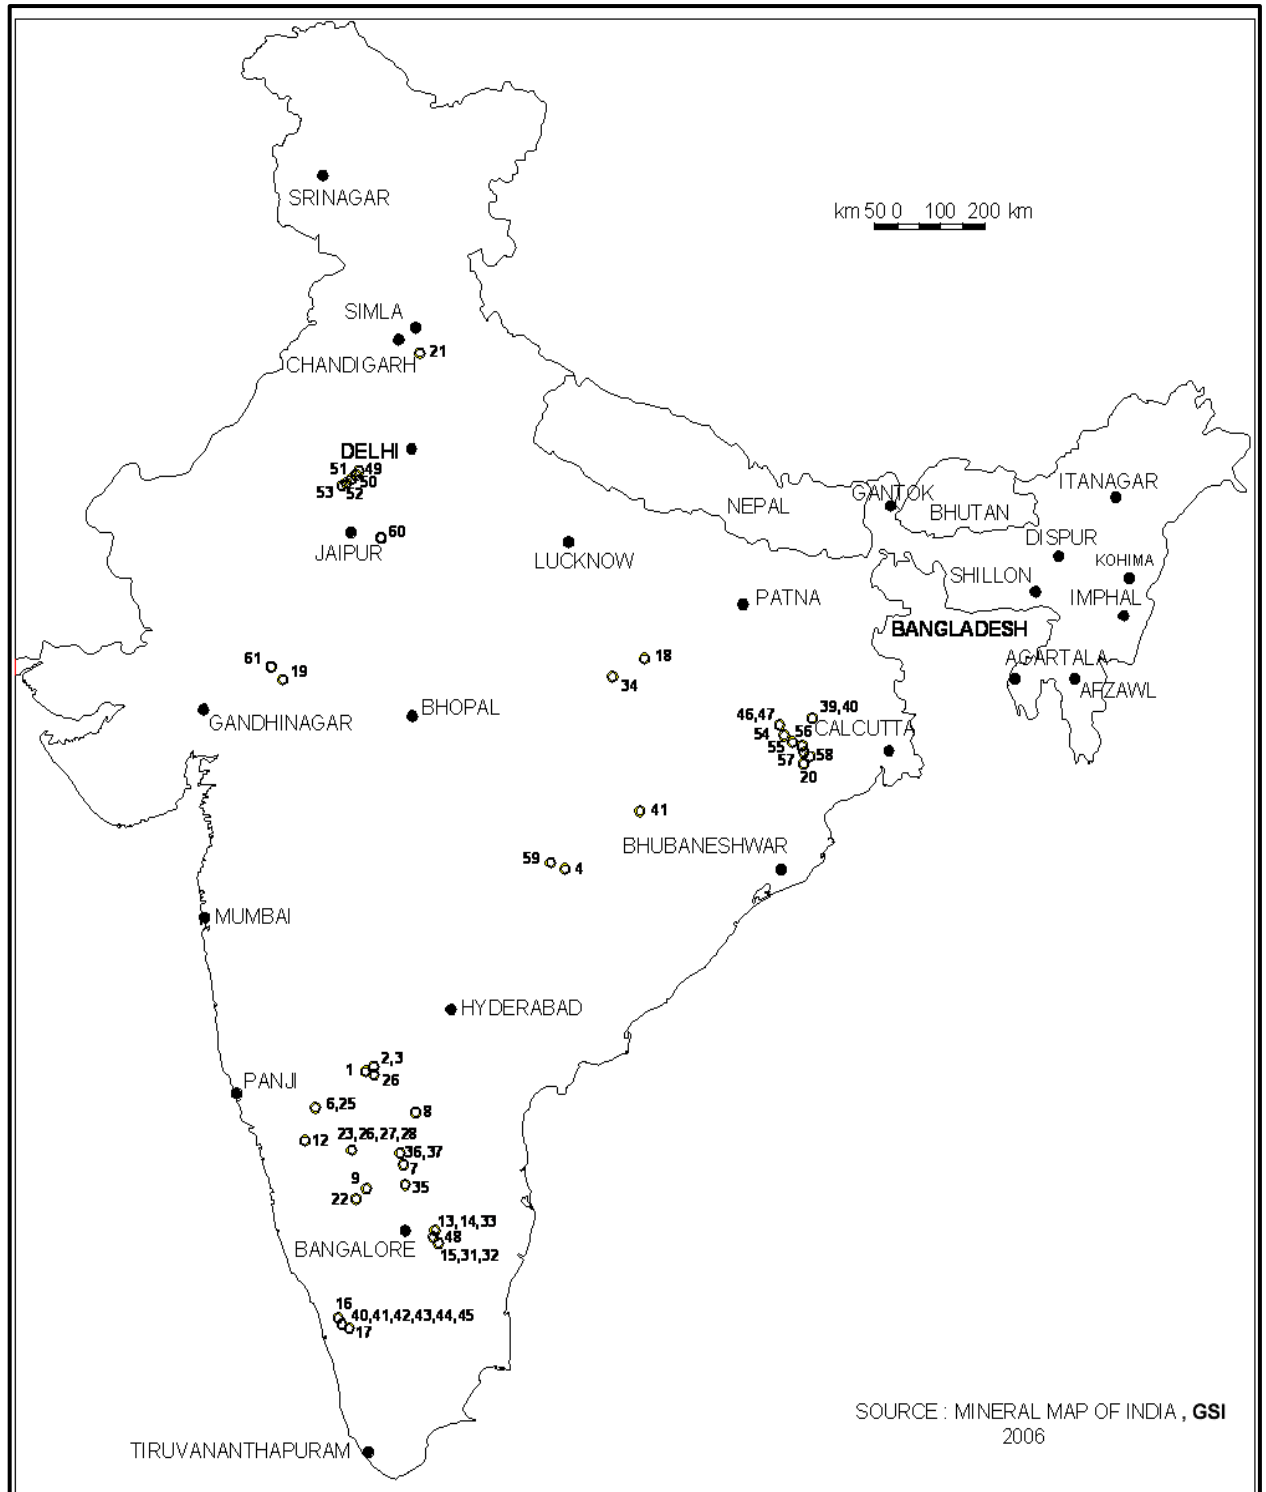 SRINAGAR
km 50 0 100 200 km
SIMLA
CHANDIGARH
21
DELHI
51
49
50
53
52
JAIPUR
60
NEPAL
LUCKNOW
GANTOK
BHUTAN
ITANAGAR
DISPUR
SHILLON
KOHIMA
IMPHAL
PATNA
BANGLADESH
AGARTALA
AFZAWL
61
19
18
34
GANDHINAGAR
BHOPAL
46,47
39,40
54
56
CALCUTTA
55
57
58
20
41
BHUBANESHWAR
59
4
MUMBAI
HYDERABAD
1
2,3
26
PANJI
6,25
8
12
23,26,27,28
36,37
7
9
35
22
13,14,33
48
BANGALORE
15,31,32
16
40,41,42,43,44,45
17
TIRUVANANTHAPURAM
SOURCE : MINERAL MAP OF INDIA , GSI
2006